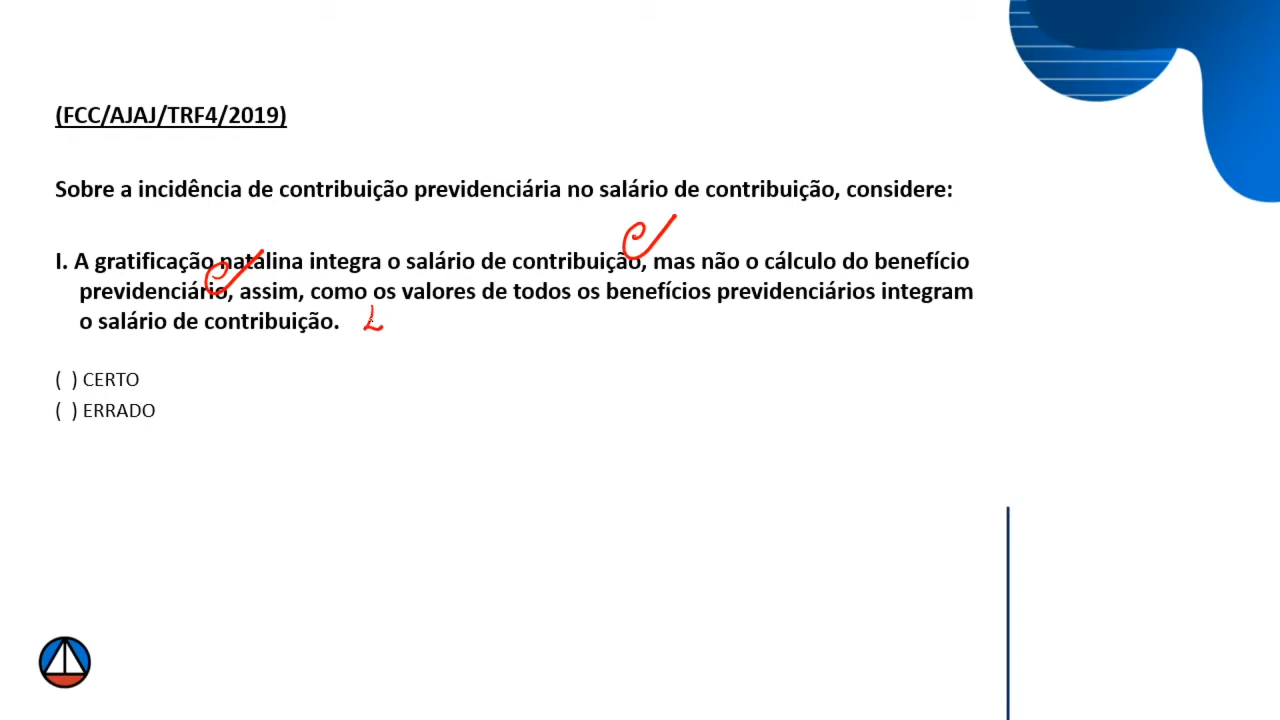 (FCC/AJAJ/TRF4/2019)
Sobre a incidência de contribuição previdenciária no salário de contribuição, considere:
I. A gratificação natalina integra o salário de contribuição, mas não o cálculo do benefício
previdenciário, assim, como os valores de todos os benefícios previdenciários integram
o salário de contribuição.
( ) CERTO
( ) ERRADO